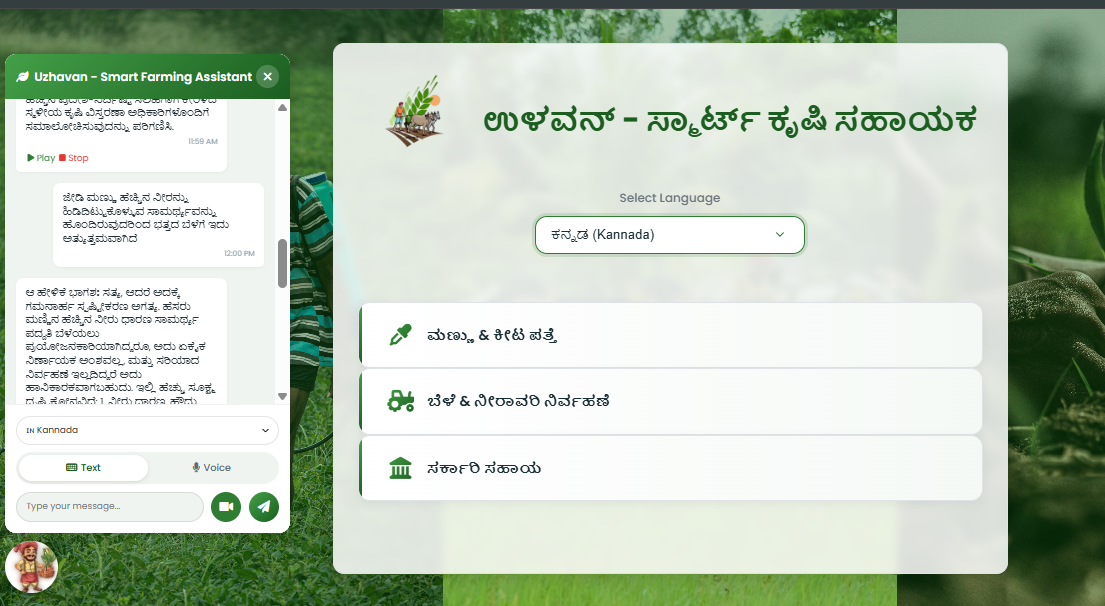 Uzhavan - Smart Farming Assistant
ಸ್ಥಳೀಯ ಕೃಷಿ ವಿಸ್ತರಣಾ ಅಧಿಕಾರಿಗಳೊಂದಿಗೆ
ಸಮಾಲೋಚಿಸುವುದನ್ನು ಪರಿಗಣಿಸಿ.
11:59 AM
Play Stop
ಜೇಡಿ ಮಣ್ಣು ಹೆಚ್ಚಿನ ನೀರನ್ನು
ಹಿಡಿದಿಟ್ಟುಕೊಳ್ಳುವ ಸಾಮರ್ಥ್ಯವನ್ನು
ಹೊಂದಿರುವುದರಿಂದ ಭತ್ತದ ಬೆಳೆಗೆ ಇದು
ಅತ್ಯುತ್ತಮವಾಗಿದೆ
12:00 PM
ಆ ಹೇಳಿಕೆ ಭಾಗಶಃ ಸತ್ಯ, ಆದರೆ ಅದಕ್ಕೆ
ಗಮನಾರ್ಹ ಸ್ಪಷ್ಟೀಕರಣ ಅಗತ್ಯ. ಹೆಸರು
ಮಣ್ಣಿನ ಹೆಚ್ಚಿನ ನೀರು ಧಾರಣ ಸಾಮರ್ಥ್ಯ
ಪದ್ಧತಿ ಬೆಳೆಯಲು
ಪ್ರಯೋಜನಕಾರಿಯಾಗಿದ್ದರೂ, ಅದು ಏಕೈಕ
ನಿರ್ಣಾಯಕ ಅಂಶವಲ್ಲ, ಮತ್ತು ಸರಿಯಾದ
ನಿರ್ವಹಣೆ ಇಲ್ಲದಿದ್ದರೆ ಅದು
ಹಾನಿಕಾರಕವಾಗಬಹುದು. ಇಲ್ಲಿ ಹೆಚ್ಚು ಸೂಕ್ಷ್ಮ
IN Kannada
Text
Voice
Type your message...
ಉಳವನ್ - ಸ್ಮಾರ್ಟ್ ಕೃಷಿ ಸಹಾಯಕ
Select Language
ಕನ್ನಡ (Kannada)
ಮಣ್ಣು & ಕೀಟ ಪತ್ತೆ
ಬೆಳೆ & ನೀರಾವರಿ ನಿರ್ವಹಣೆ
ಸರ್ಕಾರಿ ಸಹಾಯ